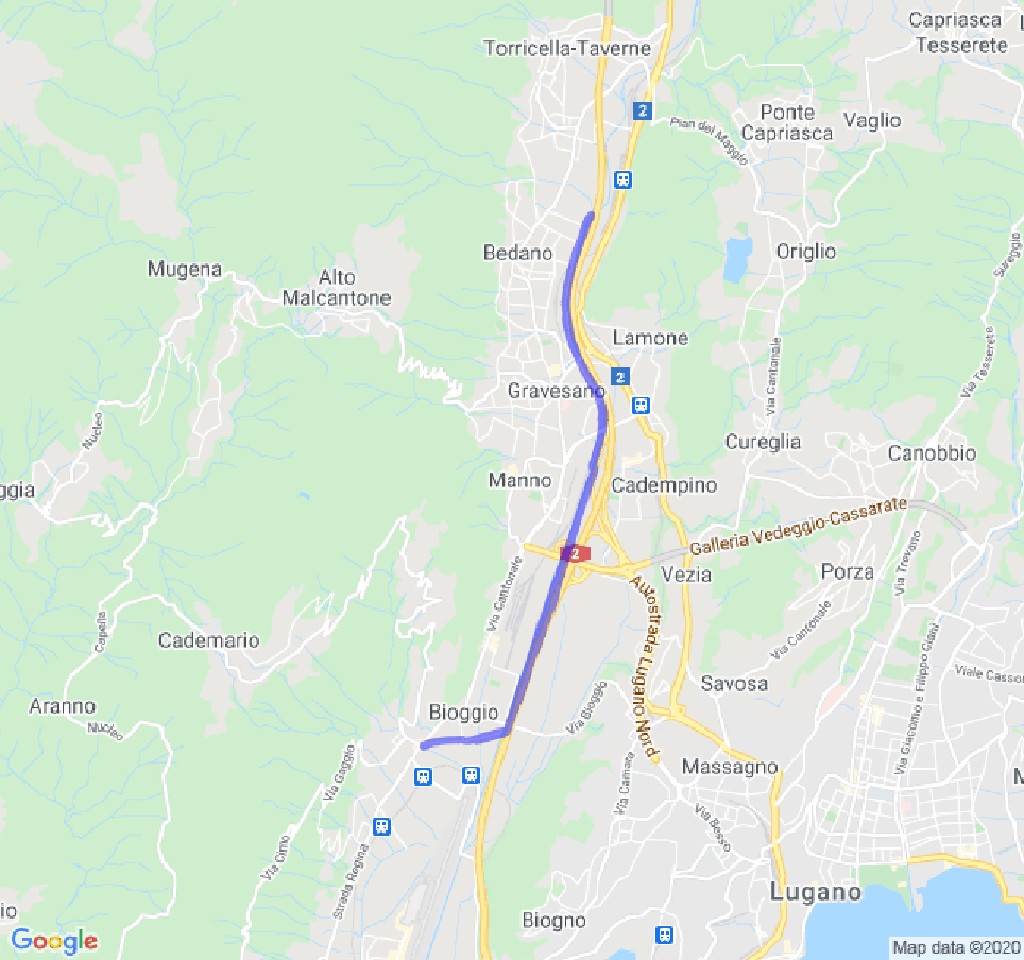 Capriasca
Tesserete
Torricella-Taverne
2
Ponte
Capriasca
Vaglio
Pian del Maggio
Sureggio
Bedano
Origlio
Mugena
Alto
Malcantone
Lamone
2
Via Cantonale
Via Tesserete
Gravesano
Nucleo
Cureglia
Canobbio
ggia
Manno
Cadempino
Galleria Vedeggio-Cassarate
2
Vezia
Porza
Via Trevano
Via Cantonale
Autostrada Lugano Nord
Capela
Cademario
Via Cantonale
Via Giacomo e Filippo Ciani
Viale Casson
Aranno
Nucleo
Bioggio
Via Bioggio
Savosa
Via Gaggio
Massagno
M
Via Camate
Via Besso
Via Cimo
Strada Regina
Lugano
io
Biogno
Google
Map data ©2020